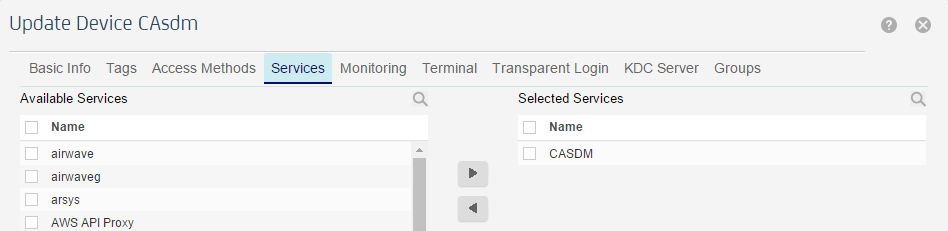 Update Device CAsdm
Basic Info Tags Access Methods Services Monitoring Terminal Transparent Login KDC Server Groups
Available Services
Name
airwave
airwaveg
arsys
AWS API Proxy
Selected Services
Name
CASDM